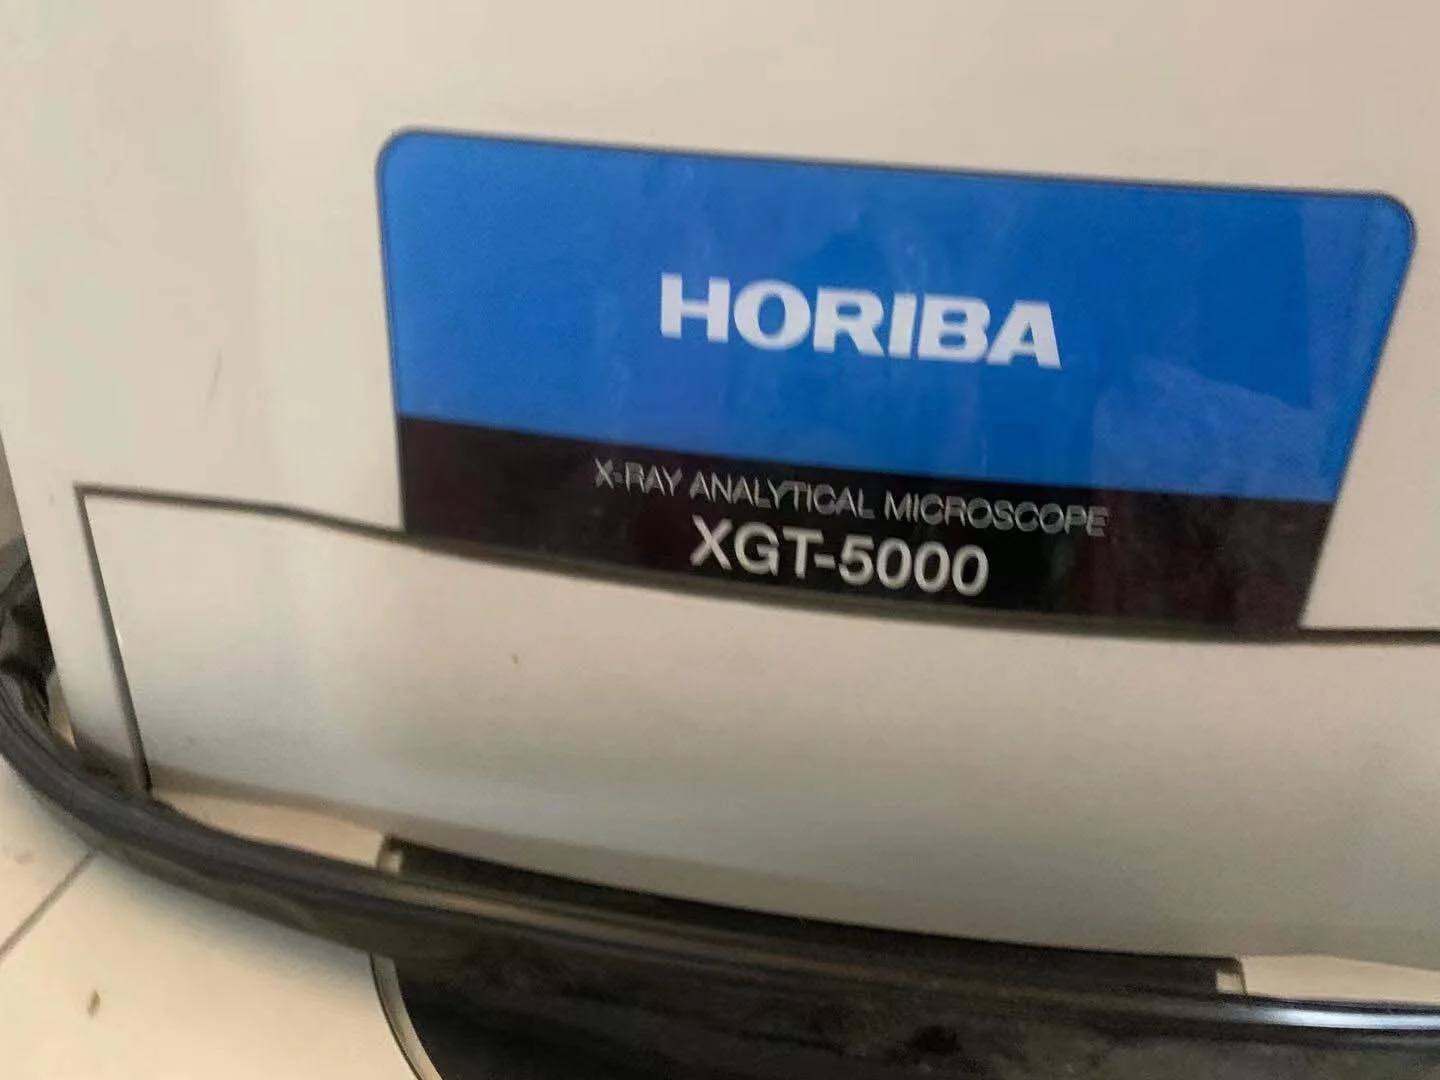 HORIBA
X-RAY ANALYTICAL MICROSCOPE
XGT-5000